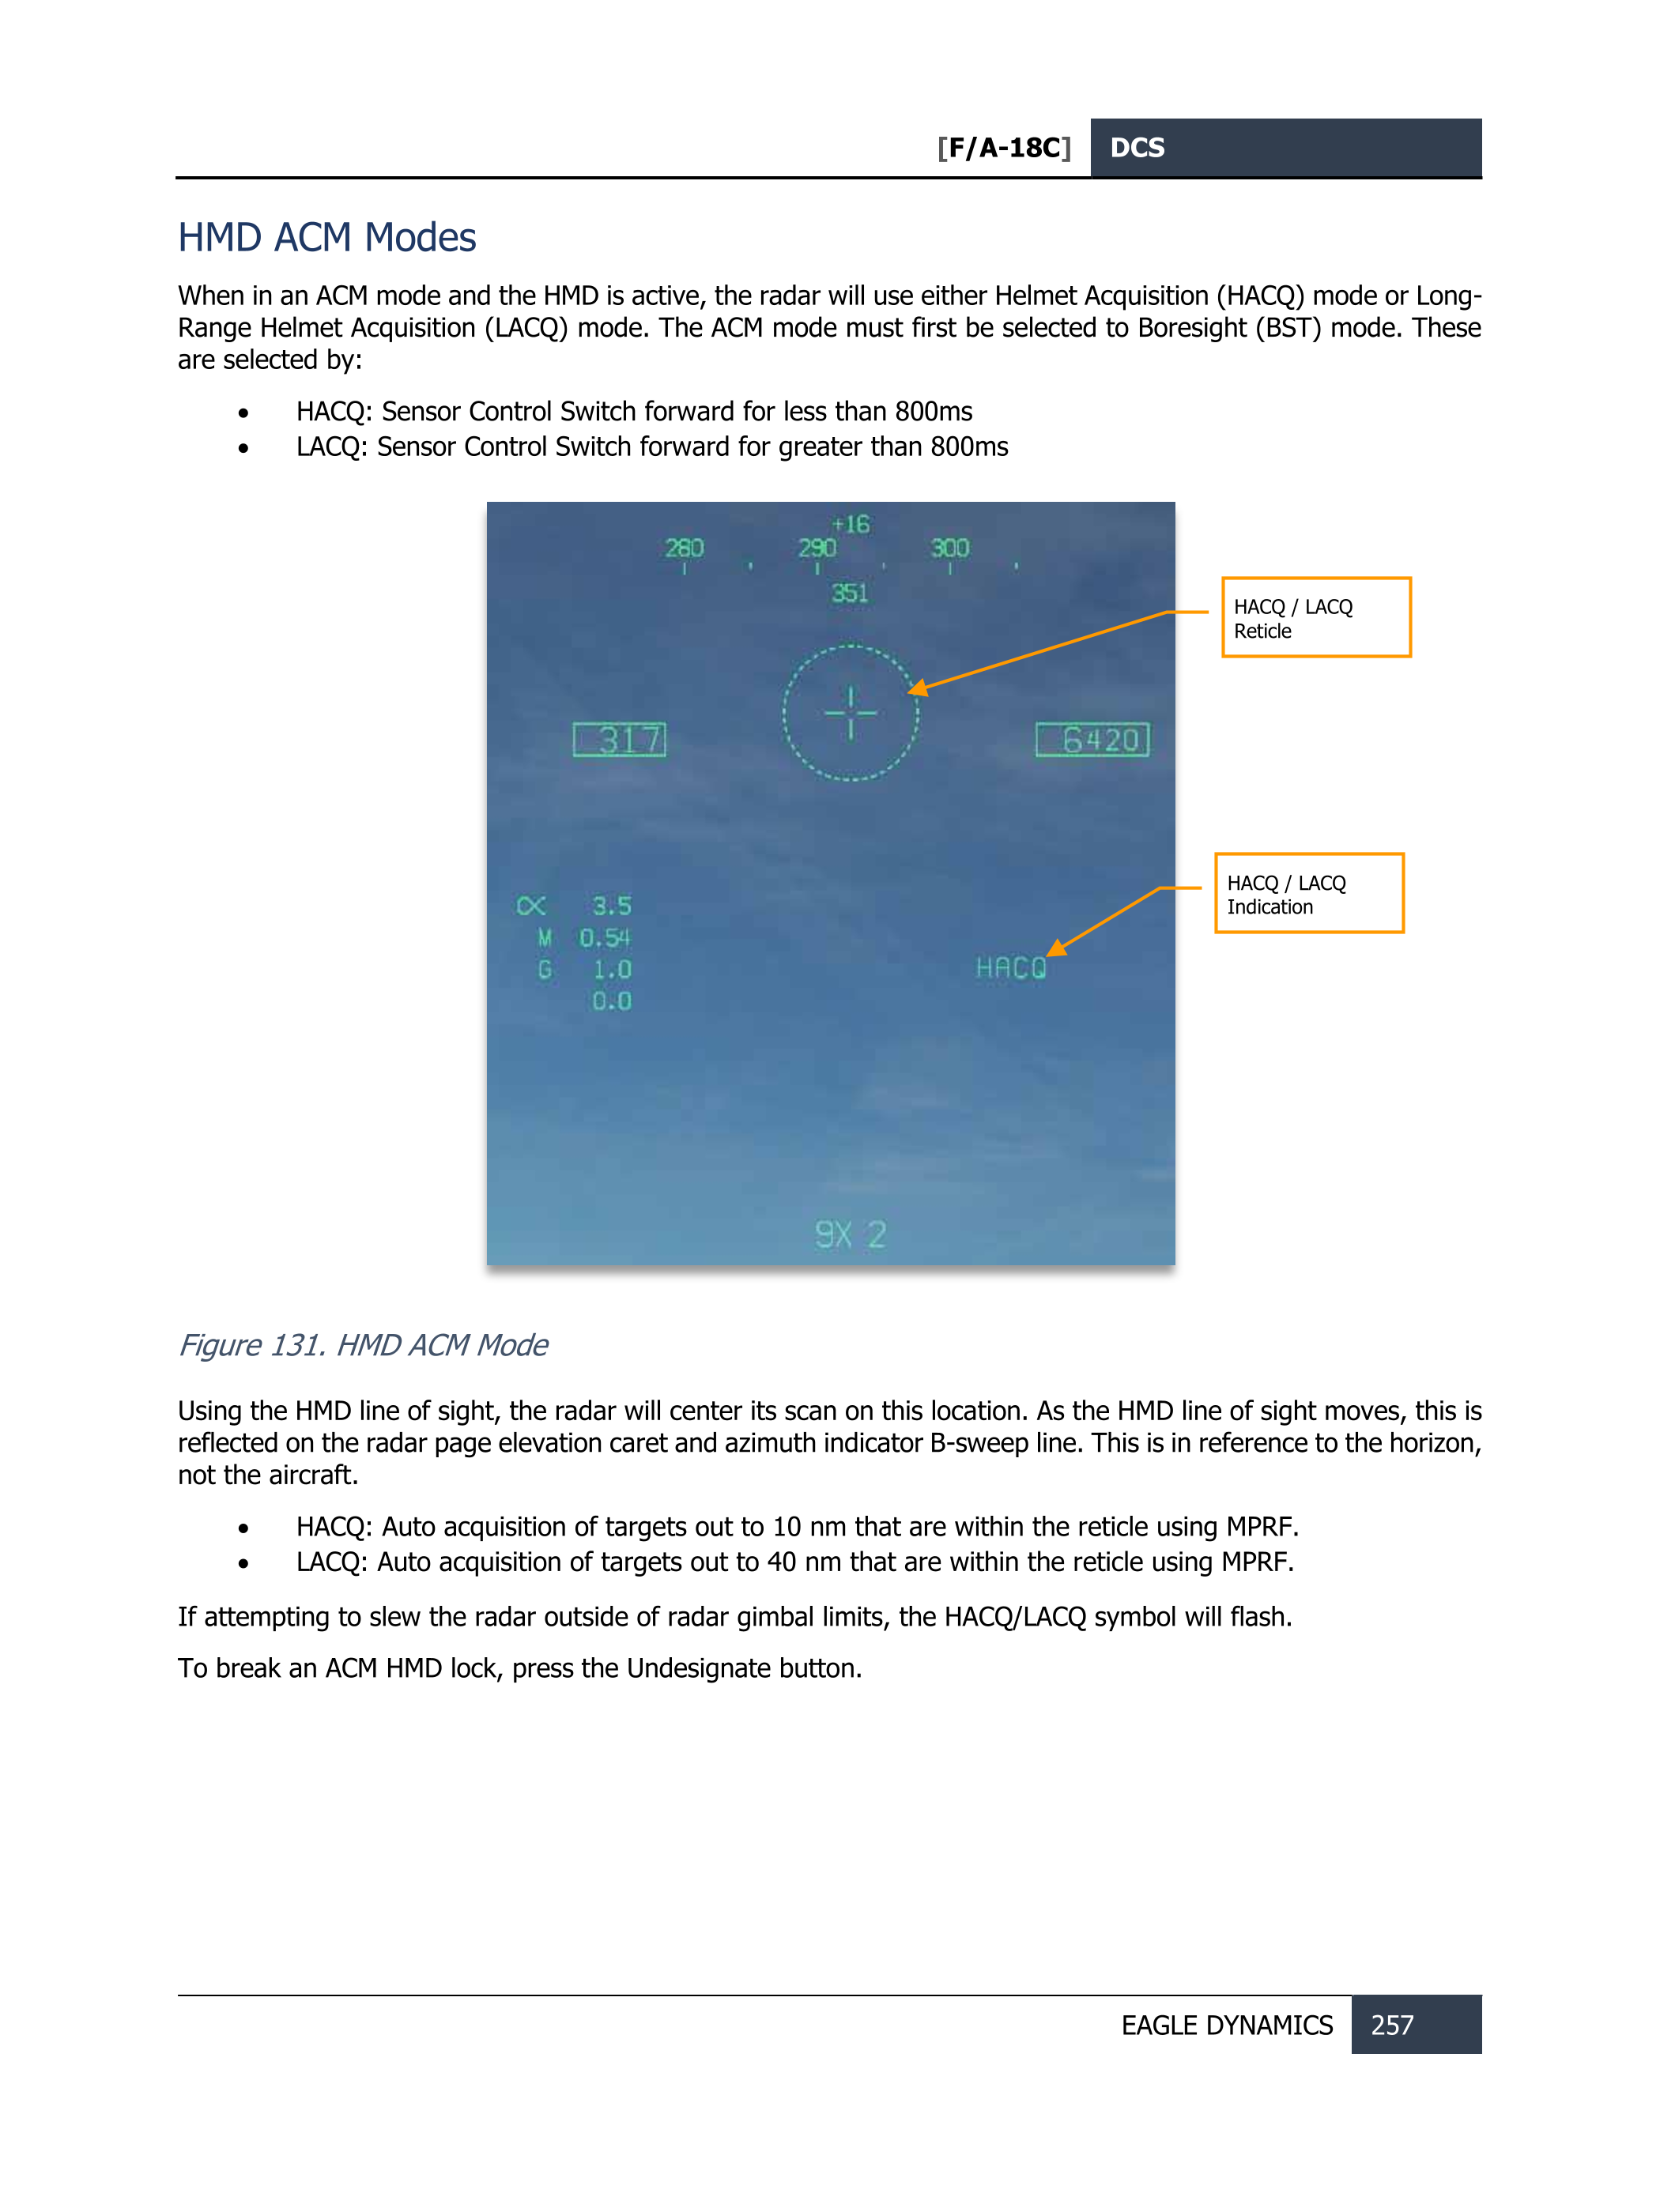 [F/A-18C] DCS
HMD ACM Modes
When in an ACM mode and the HMD is active, the radar will use either Helmet Acquisition (HACQ) mode or Long-
Range Helmet Acquisition (LACQ) mode. The ACM mode must first be selected to Boresight (BST) mode. These
are selected by:
• HACQ: Sensor Control Switch forward for less than 800ms
• LACQ: Sensor Control Switch forward for greater than 800ms
+16
280 290 300
351
HACQ / LACQ
Reticle
317 6420
HACQ / LACQ
Indication
α 3.5
M 0.54
G 1.0
HACQ
0.0
9X 2
Figure 131. HMD ACM Mode
Using the HMD line of sight, the radar will center its scan on this location. As the HMD line of sight moves, this is
reflected on the radar page elevation caret and azimuth indicator B-sweep line. This is in reference to the horizon,
not the aircraft.
• HACQ: Auto acquisition of targets out to 10 nm that are within the reticle using MPRF.
• LACQ: Auto acquisition of targets out to 40 nm that are within the reticle using MPRF.
If attempting to slew the radar outside of radar gimbal limits, the HACQ/LACQ symbol will flash.
To break an ACM HMD lock, press the Undesignate button.
EAGLE DYNAMICS 257